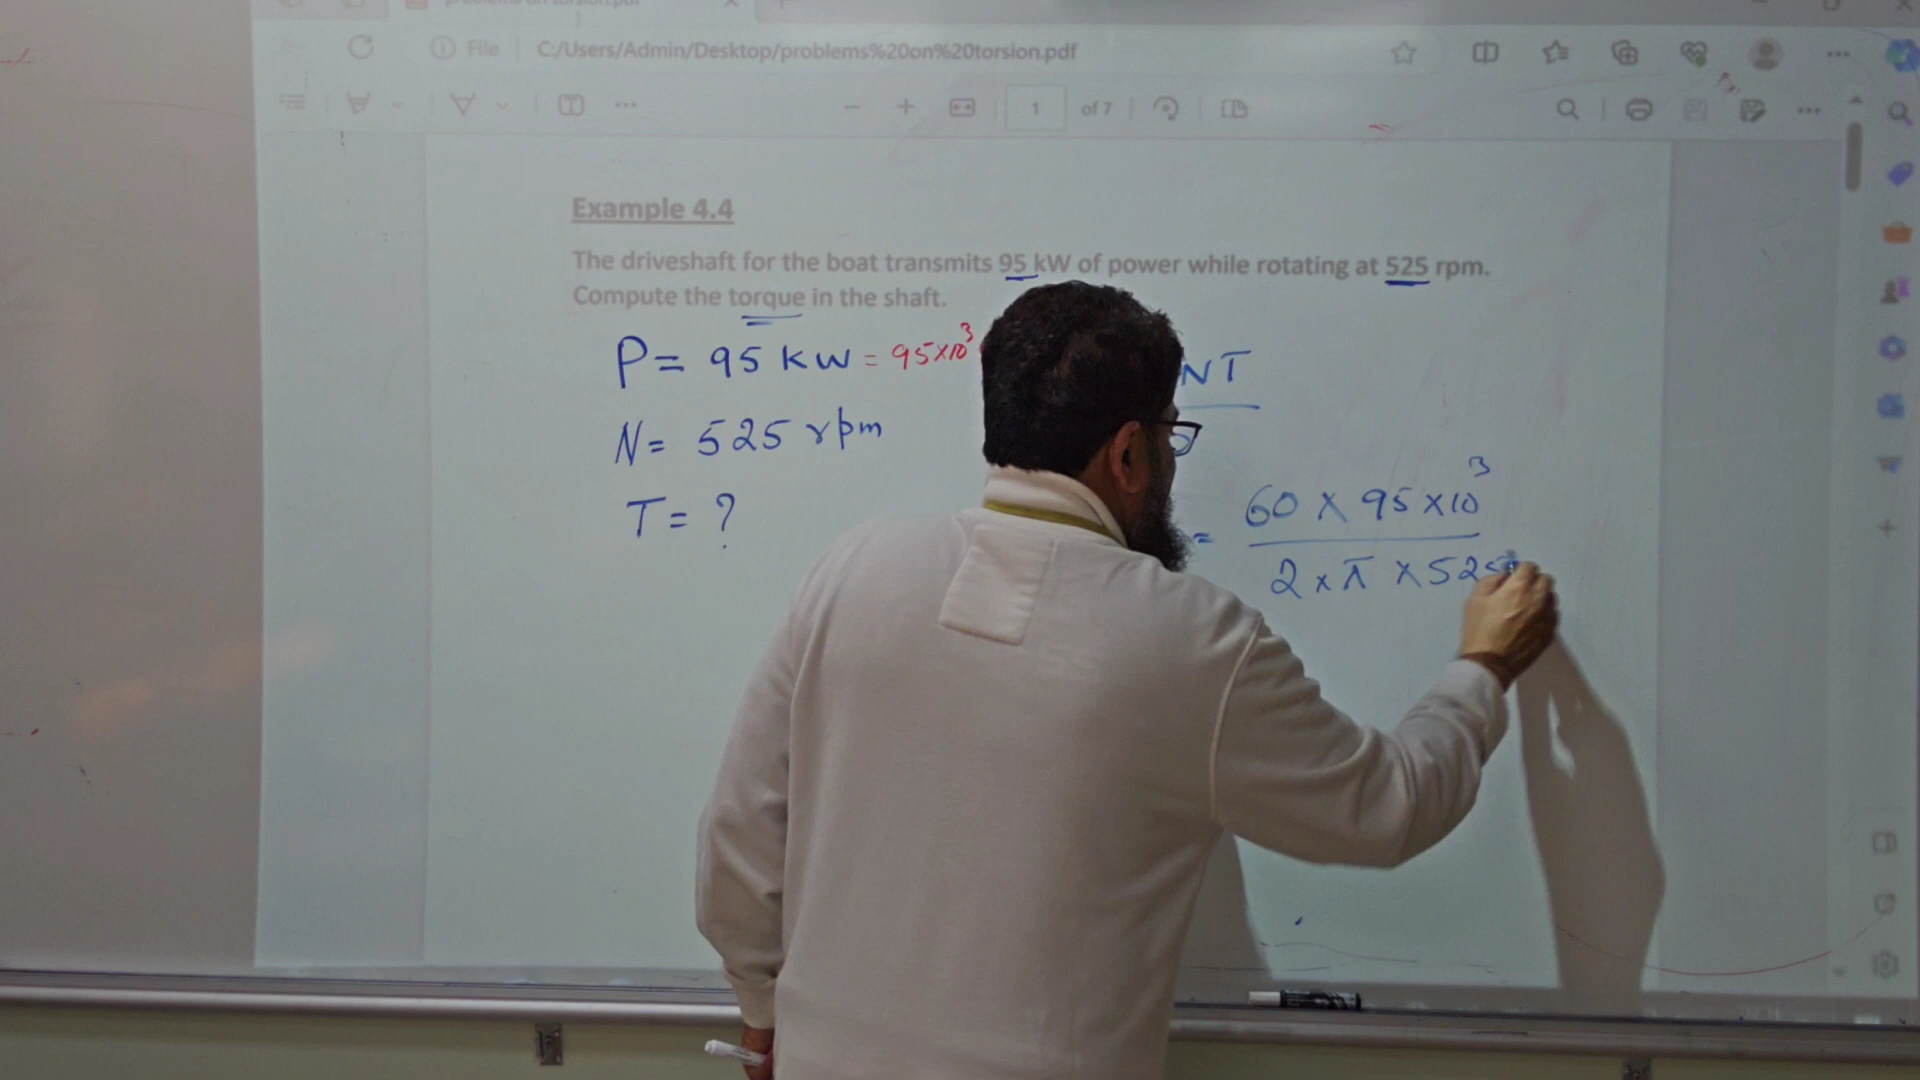 File C:/Users/Admin/Desktop/problems%20on%20torsion.pdf
1 of 7
Example 4.4
The driveshaft for the boat transmits 95 kW of power while rotating at 525 rpm.
Compute the torque in the shaft.
P = 95 kW = 95×10³
N = 525 rpm
T = ?
NT
= 60 × 95 × 10³
2 × π × 525